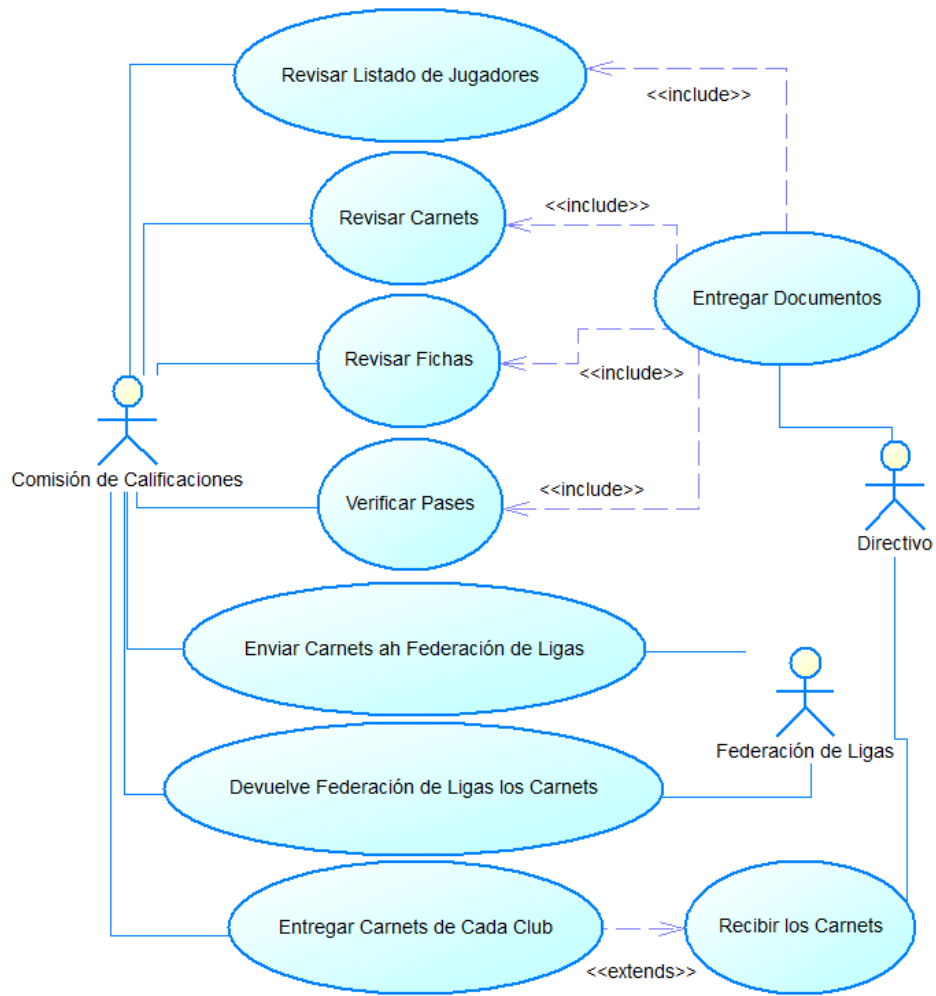 Revisar Listado de Jugadores
<<include>>
Revisar Carnets
<<include>>
Entregar Documentos
Revisar Fichas
<<include>>
Comisión de Calificaciones
Verificar Pases
<<include>>
Directivo
Enviar Carnets ah Federación de Ligas
Federación de Ligas
Devuelve Federación de Ligas los Carnets
Entregar Carnets de Cada Club
Recibir los Carnets
<<extends>>